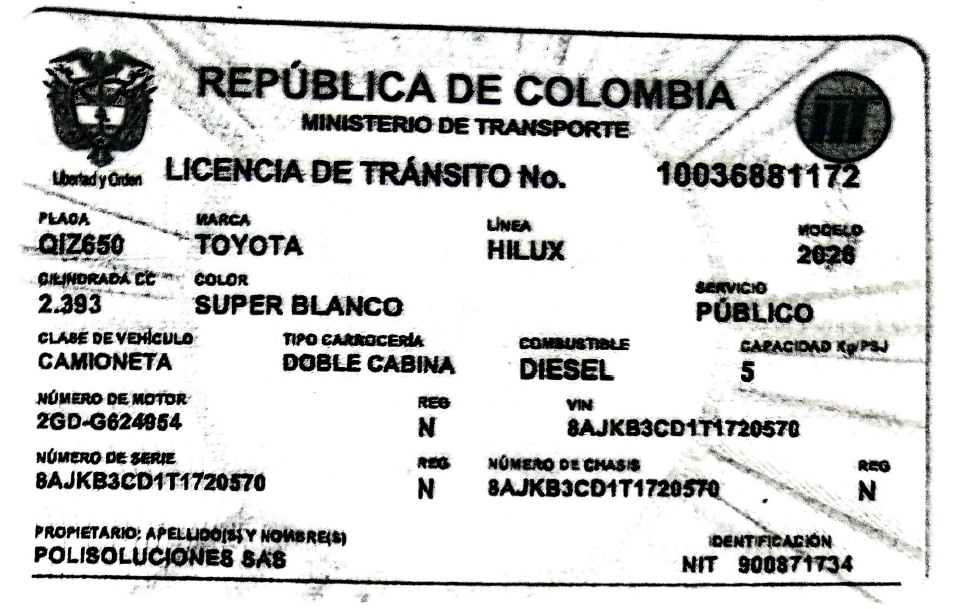 REPÚBLICA DE COLOMBIA
MINISTERIO DE TRANSPORTE
Libertad y Orden
LICENCIA DE TRÁNSITO No. 10036881172
PLACA MARCA LÍNEA MODELO
QIZ650 TOYOTA HILUX 2026
CILINDRADA CC COLOR SERVICIO
2.393 SUPER BLANCO PÚBLICO
CLASE DE VEHÍCULO TIPO CARROCERÍA COMBUSTIBLE CAPACIDAD Kg/PSJ
CAMIONETA DOBLE CABINA DIESEL 5
NÚMERO DE MOTOR REG VIN
2GD-G624954 N 8AJKB3CD1T1720570
NÚMERO DE SERIE REG NÚMERO DE CHASIS REG
8AJKB3CD1T1720570 N 8AJKB3CD1T1720570 N
PROPIETARIO: APELLIDO(S) Y NOMBRE(S) IDENTIFICACIÓN
POLISOLUCIONES SAS NIT 900871734